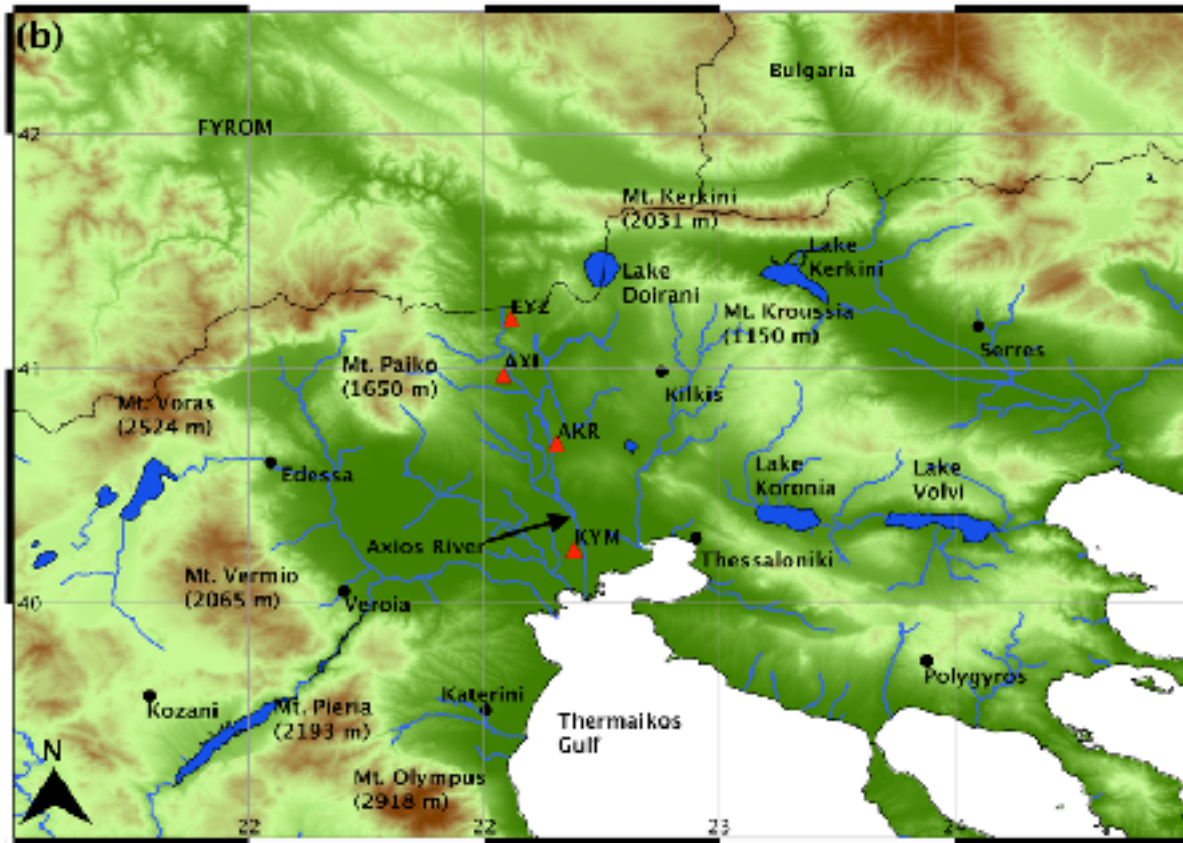 (b)
Bulgaria
FYROM
42
Mt. Kerkini
(2031 m)
Lake
Kerkini
Lake
Doirani
EYZ
Mt. Kroussia
(1150 m)
Serres
41
Mt. Paiko
(1650 m)
AXI
Kilkis
Mt. Voras
(2524 m)
AKR
Edessa
Lake
Koronia
Lake
Volvi
Axios River
KYM
Thessaloniki
Mt. Vermio
(2065 m)
40
Veroia
Polygyros
Katerini
Kozani
Mt. Pieria
(2193 m)
Thermaikos
Gulf
N
Mt. Olympus
(2918 m)
22
22
23
24